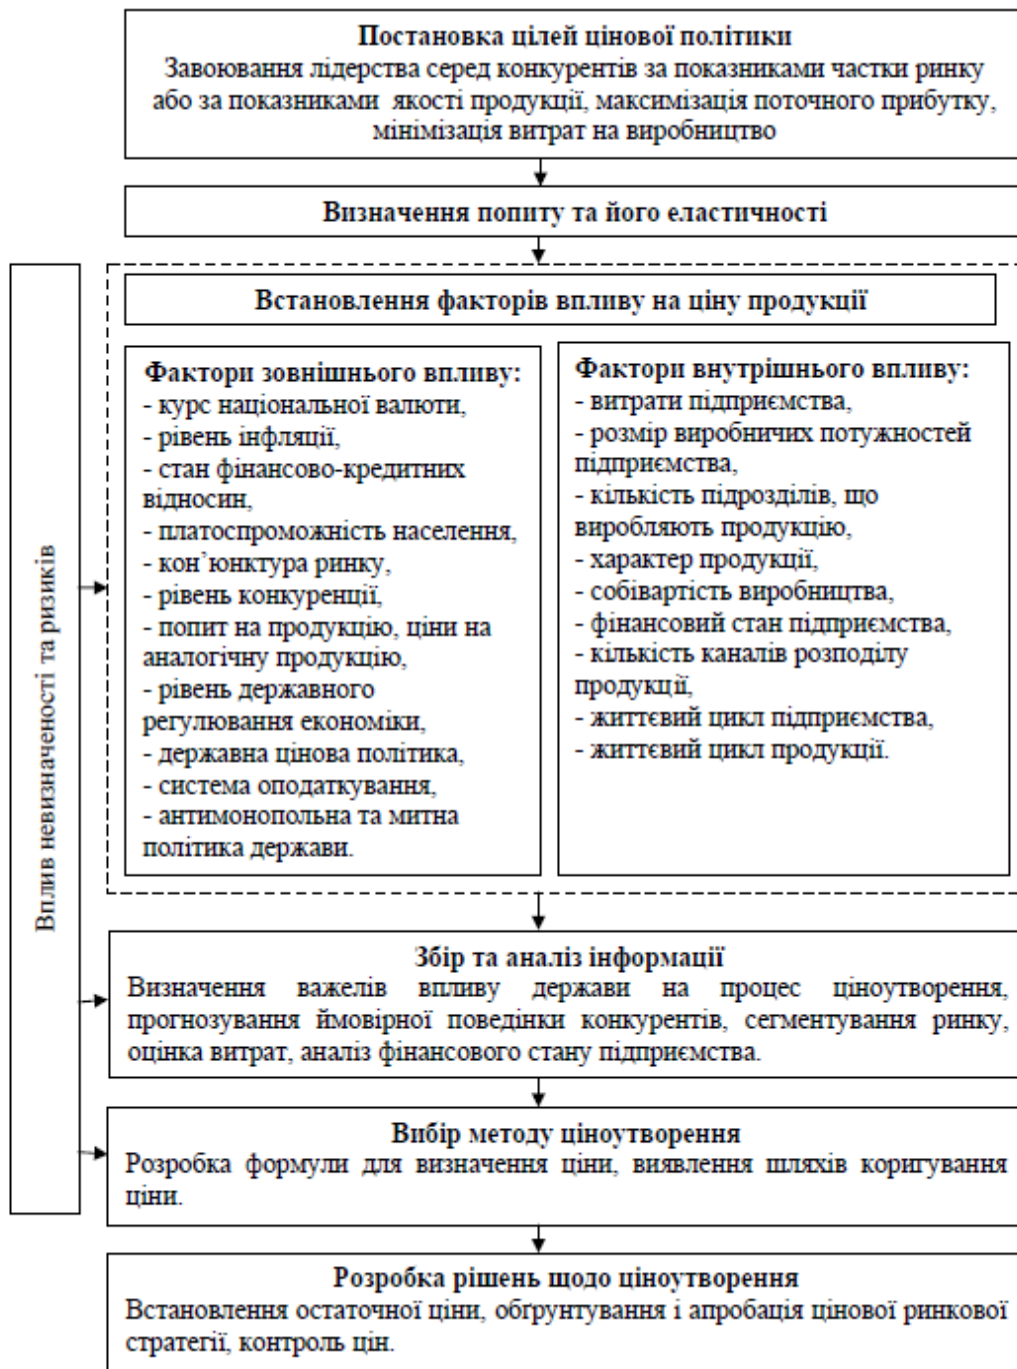 Постановка цілей цінової політики
Завоювання лідерства серед конкурентів за показниками частки ринку
або за показниками якості продукції, максимізація поточного прибутку,
мінімізація витрат на виробництво
Визначення попиту та його еластичності
Вплив невизначеності та ризиків
Встановлення факторів впливу на ціну продукції
Фактори зовнішнього впливу:
- курс національної валюти,
- рівень інфляції,
- стан фінансово-кредитних
відносин,
- платоспроможність населення,
- кон’юнктура ринку,
- рівень конкуренції,
- попит на продукцію, ціни на
аналогічну продукцію,
- рівень державного
регулювання економіки,
- державна цінова політика,
- система оподаткування,
- антимонопольна та митна
політика держави.
Фактори внутрішнього впливу:
- витрати підприємства,
- розмір виробничих потужностей
підприємства,
- кількість підрозділів, що
виробляють продукцію,
- характер продукції,
- собівартість виробництва,
- фінансовий стан підприємства,
- кількість каналів розподілу
продукції,
- життєвий цикл підприємства,
- життєвий цикл продукції.
Збір та аналіз інформації
Визначення важелів впливу держави на процес ціноутворення,
прогнозування ймовірної поведінки конкурентів, сегментування ринку,
оцінка витрат, аналіз фінансового стану підприємства.
Вибір методу ціноутворення
Розробка формули для визначення ціни, виявлення шляхів коригування
ціни.
Розробка рішень щодо ціноутворення
Встановлення остаточної ціни, обґрунтування і апробація цінової ринкової
стратегії, контроль цін.